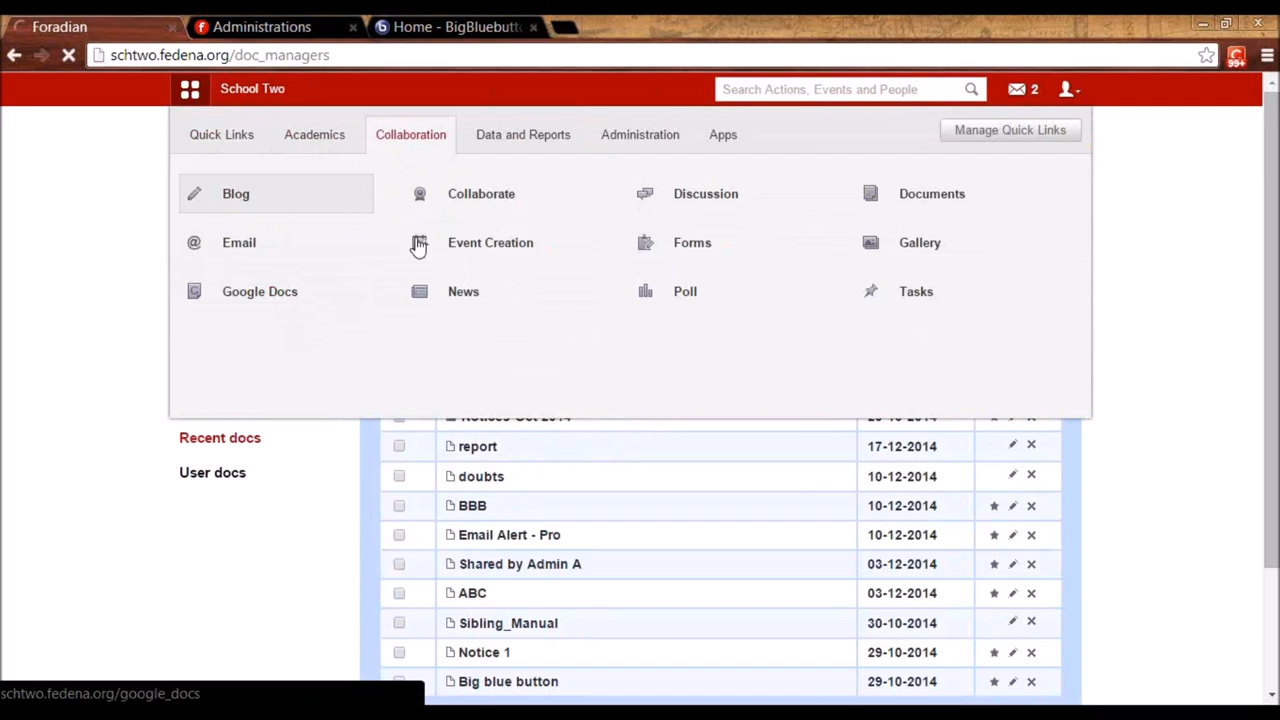 Foradian
Administrations
Home - BigBluebutt
schtwo.fedena.org/doc_managers
99+
School Two
Search Actions, Events and People
2
Quick Links
Academics
Collaboration
Data and Reports
Administration
Apps
Manage Quick Links
Blog
Collaborate
Discussion
Documents
Email
Event Creation
Forms
Gallery
Google Docs
News
Poll
Tasks
Recent docs
User docs
report 17-12-2014
doubts 10-12-2014
BBB 10-12-2014
Email Alert - Pro 10-12-2014
Shared by Admin A 03-12-2014
ABC 03-12-2014
Sibling_Manual 30-10-2014
Notice 1 29-10-2014
Big blue button 29-10-2014
schtwo.fedena.org/google_docs